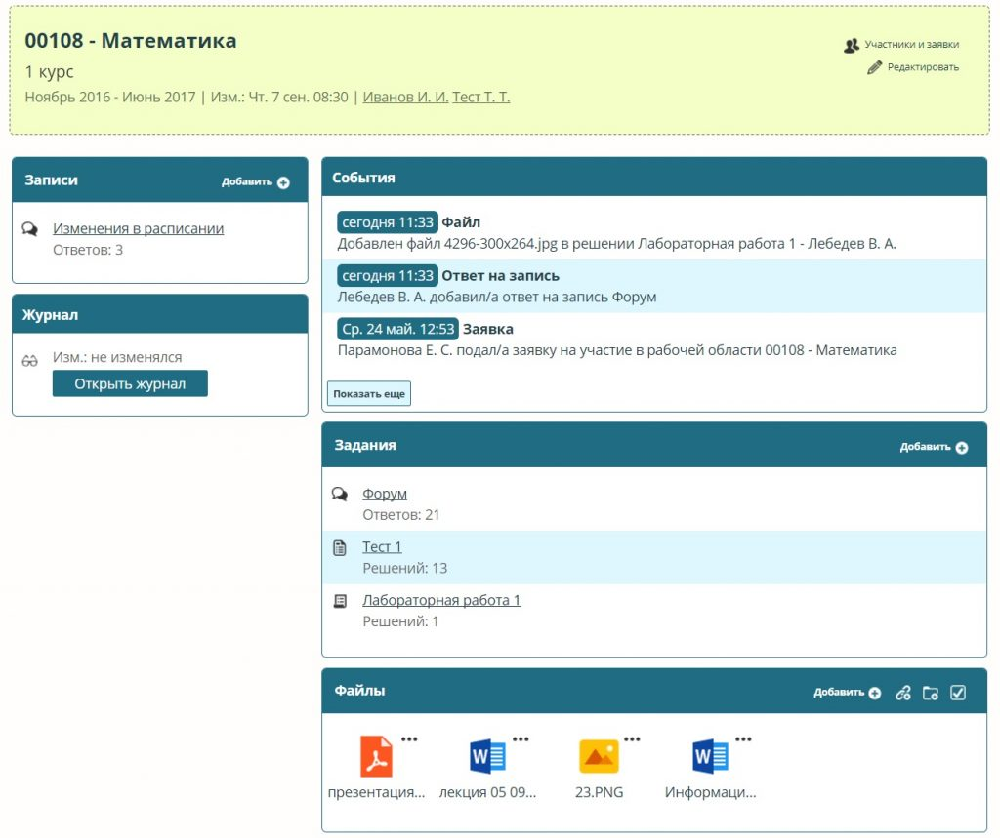 00108 - Математика
1 курс
Ноябрь 2016 - Июнь 2017 | Изм.: Чт. 7 сен. 08:30 | Иванов И. И. Тест Т. Т.
Участники и заявки
Редактировать
Записи
Добавить
Изменения в расписании
Ответов: 3
Журнал
Изм.: не изменялся
Открыть журнал
События
сегодня 11:33 Файл
Добавлен файл 4296-300x264.jpg в решении Лабораторная работа 1 - Лебедев В. А.
сегодня 11:33 Ответ на запись
Лебедев В. А. добавил/а ответ на запись Форум
Ср. 24 май. 12:53 Заявка
Парамонова Е. С. подал/а заявку на участие в рабочей области 00108 - Математика
Показать еще
Задания
Добавить
Форум
Ответов: 21
Тест 1
Решений: 13
Лабораторная работа 1
Решений: 1
Файлы
Добавить
презентация...
лекция 05 09...
23.PNG
Информаци...